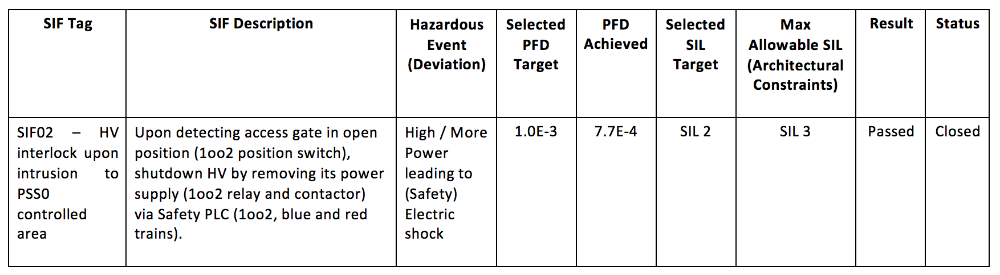 SIF Tag
SIF Description
Hazardous
Event
(Deviation)
Selected
PFD
Target
PFD
Achieved
Selected
SIL
Target
Max
Allowable SIL
(Architectural
Constraints)
Result
Status
SIF02 – HV
interlock upon
intrusion to
PSS0
controlled
area
Upon detecting access gate in open
position (1oo2 position switch),
shutdown HV by removing its power
supply (1oo2 relay and contactor)
via Safety PLC (1oo2, blue and red
trains).
High / More
Power
leading to
(Safety)
Electric
shock
1.0E-3
7.7E-4
SIL 2
SIL 3
Passed
Closed